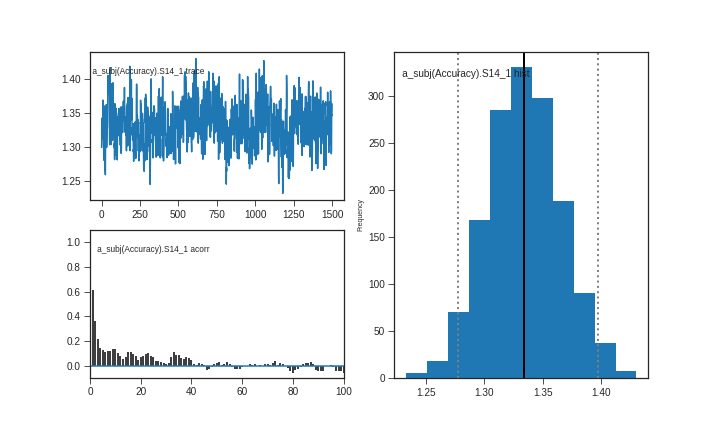 a_subj(Accuracy).S14_1 trace
1.40
1.35
1.30
1.25
0 250 500 750 1000 1250 1500
a_subj(Accuracy).S14_1 acorr
1.0
0.8
0.6
0.4
0.2
0.0
0 20 40 60 80 100
a_subj(Accuracy).S14_1 hist
Frequency
300
250
200
150
100
50
0
1.25 1.30 1.35 1.40